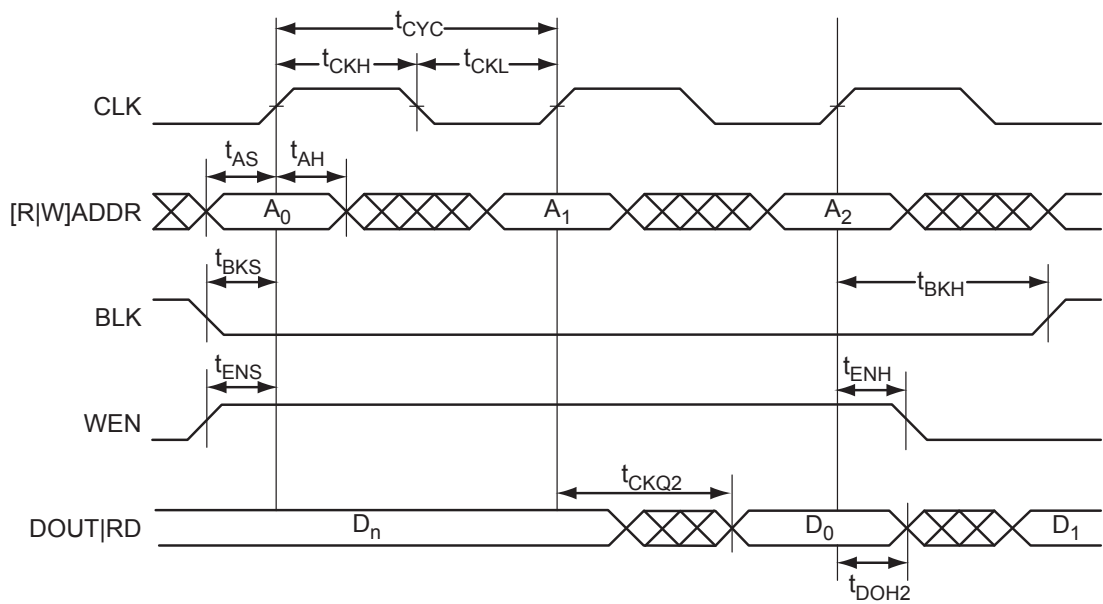 tCYC
tCKH tCKL
CLK
tAS tAH
[R|W]ADDR A0 A1 A2
tBKS tBKH
BLK
tENS tENH
WEN
tCKQ2
DOUT|RD Dn D0 D1
tDOH2